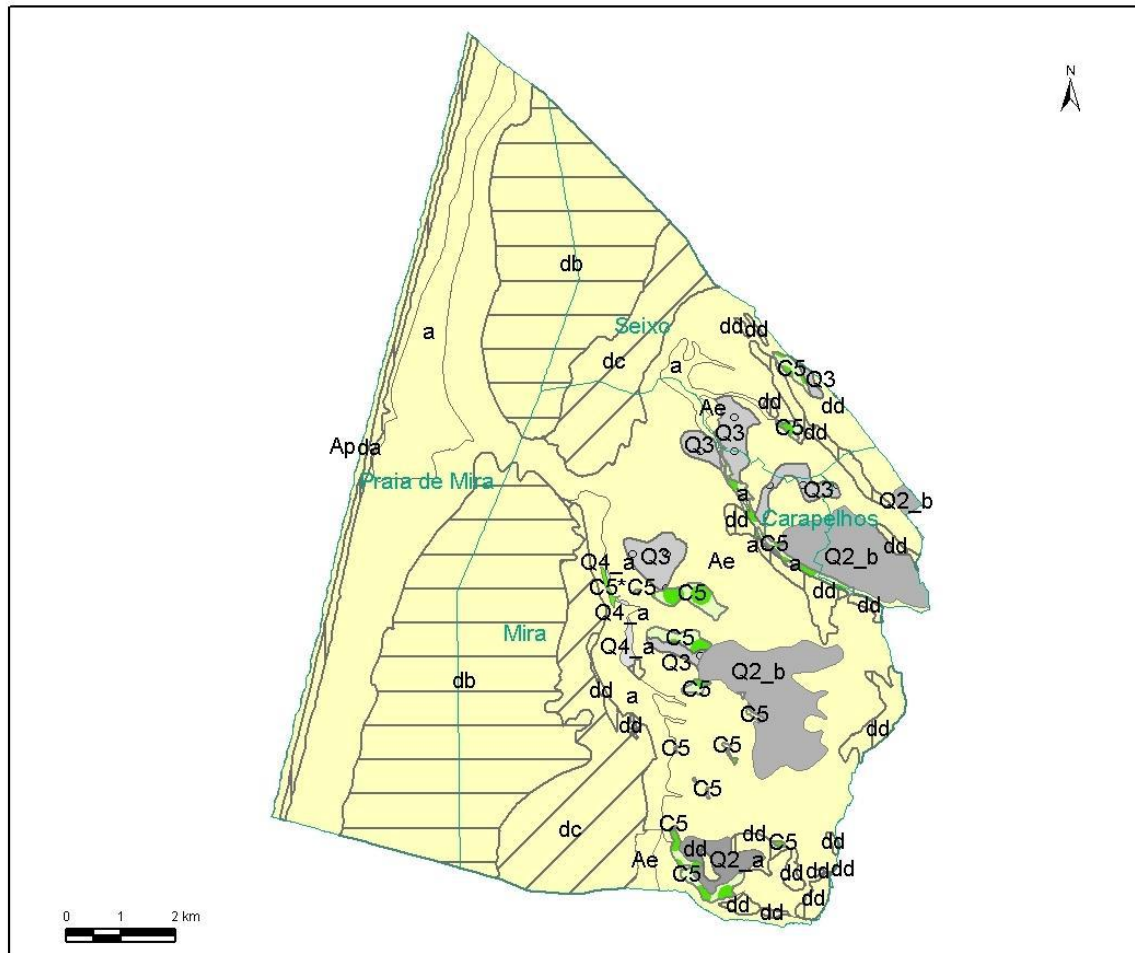 N
db
Seixo
dd dd
a
dc
a
C5
Q3
dd
Ae
dd
Q3
Q3
C5
dd
Ap da
Praia de Mira
Q3
Q2_b
a
dd
Carapelhos
a C5
dd
Q4_a
Q3
Ae
a
Q2_b
C5*C5
C5
dd
Q4_a
dd
Mira
C5
Q4_a
Q3
Q2_b
db
dd
C5
a
C5
dd
dd
C5
C5
C5
C5
dc
dd
C5
dd
dd
Ae
Q2_a
C5
dd
dd
dd
dd
dd
dd
0 1 2 km